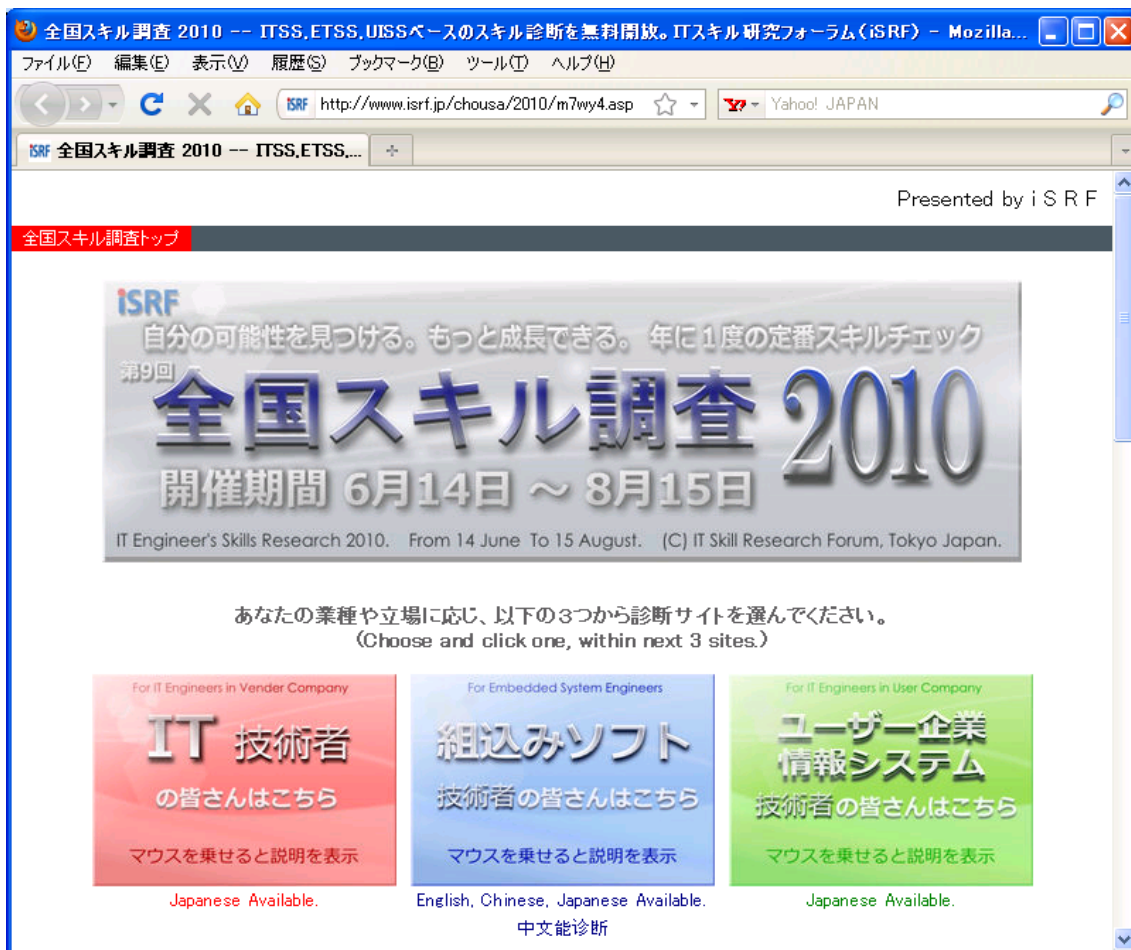 全国スキル調査 2010 -- ITSS,ETSS,UISSベースのスキル診断を無料開放。ITスキル研究フォーラム(iSRF) - Mozilla...
ファイル(F) 編集(E) 表示(V) 履歴(S) ブックマーク(B) ツール(T) ヘルプ(H)
iSRF http://www.isrf.jp/chousa/2010/m7wy4.asp Yahoo! JAPAN
iSRF 全国スキル調査 2010 -- ITSS,ETSS,...
Presented by i S R F
全国スキル調査トップ
iSRF
自分の可能性を見つける。もっと成長できる。 年に1度の定番スキルチェック
第9回
全国スキル調査 2010
開催期間 6月14日 ～ 8月15日
IT Engineer's Skills Research 2010. From 14 June To 15 August. (C) IT Skill Research Forum, Tokyo Japan.
あなたの業種や立場に応じ、以下の3つから診断サイトを選んでください。
(Choose and click one, within next 3 sites.)
For IT Engineers in Vender Company
IT 技術者
の皆さんはこちら
マウスを乗せると説明を表示
Japanese Available.
For Embedded System Engineers
組込みソフト
技術者の皆さんはこちら
マウスを乗せると説明を表示
English, Chinese, Japanese Available.
中文能诊断
For IT Engineers in User Company
ユーザー企業
情報システム
技術者の皆さんはこちら
マウスを乗せると説明を表示
Japanese Available.